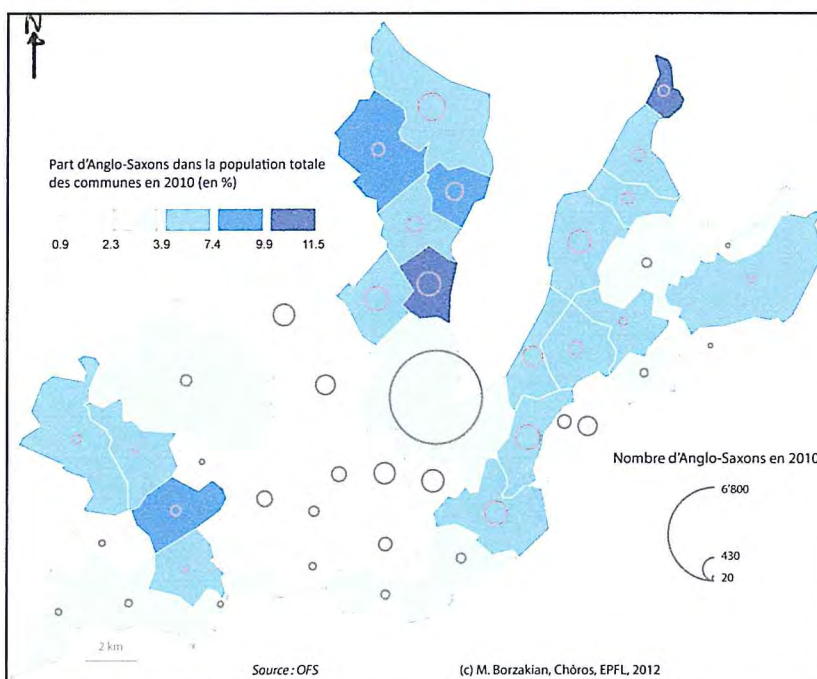 N
Part d'Anglo-Saxons dans la population totale
des communes en 2010 (en %)
0.9 2.3 3.9 7.4 9.9 11.5
Nombre d'Anglo-Saxons en 2010
6'800
430
20
2 km
Source : OFS
(c) M. Borzakian, Chôros, EPFL, 2012